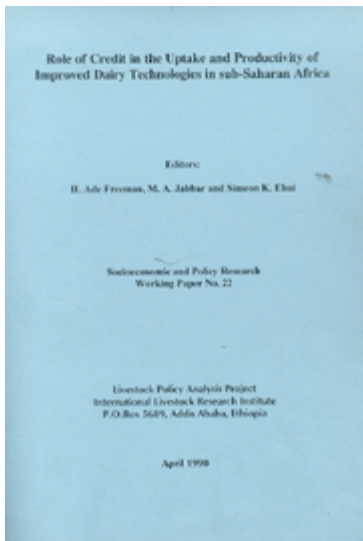 Role of Credit in the Uptake and Productivity of
Improved Dairy Technologies in sub-Saharan Africa
Editors:
H. Ade Freeman, M. A. Jabbar and Simeon K. Ehui
Socioeconomic and Policy Research
Working Paper No. 22
Livestock Policy Analysis Project
International Livestock Research Institute
P.O.Box 5689, Addis Ababa, Ethiopia
April 1998